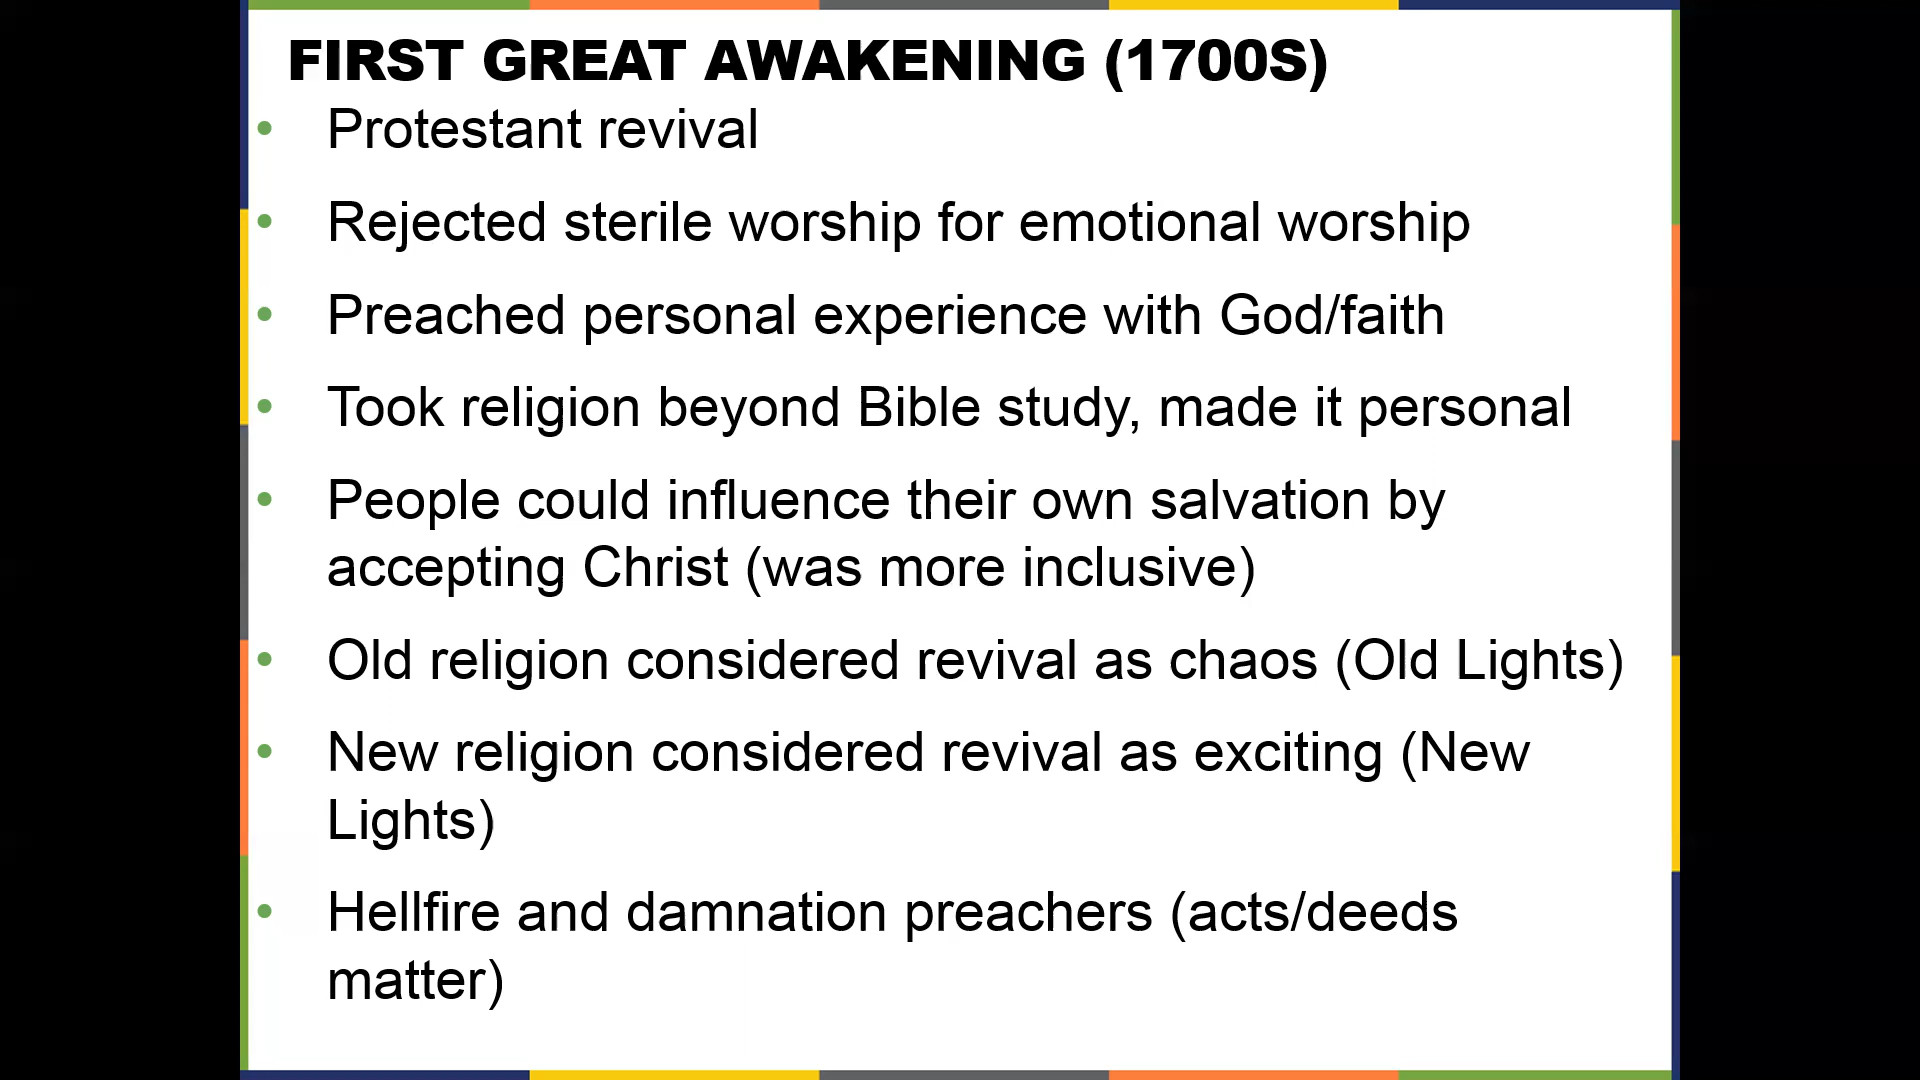 FIRST GREAT AWAKENING (1700S)
• Protestant revival
• Rejected sterile worship for emotional worship
• Preached personal experience with God/faith
• Took religion beyond Bible study, made it personal
• People could influence their own salvation by
accepting Christ (was more inclusive)
• Old religion considered revival as chaos (Old Lights)
• New religion considered revival as exciting (New
Lights)
• Hellfire and damnation preachers (acts/deeds
matter)